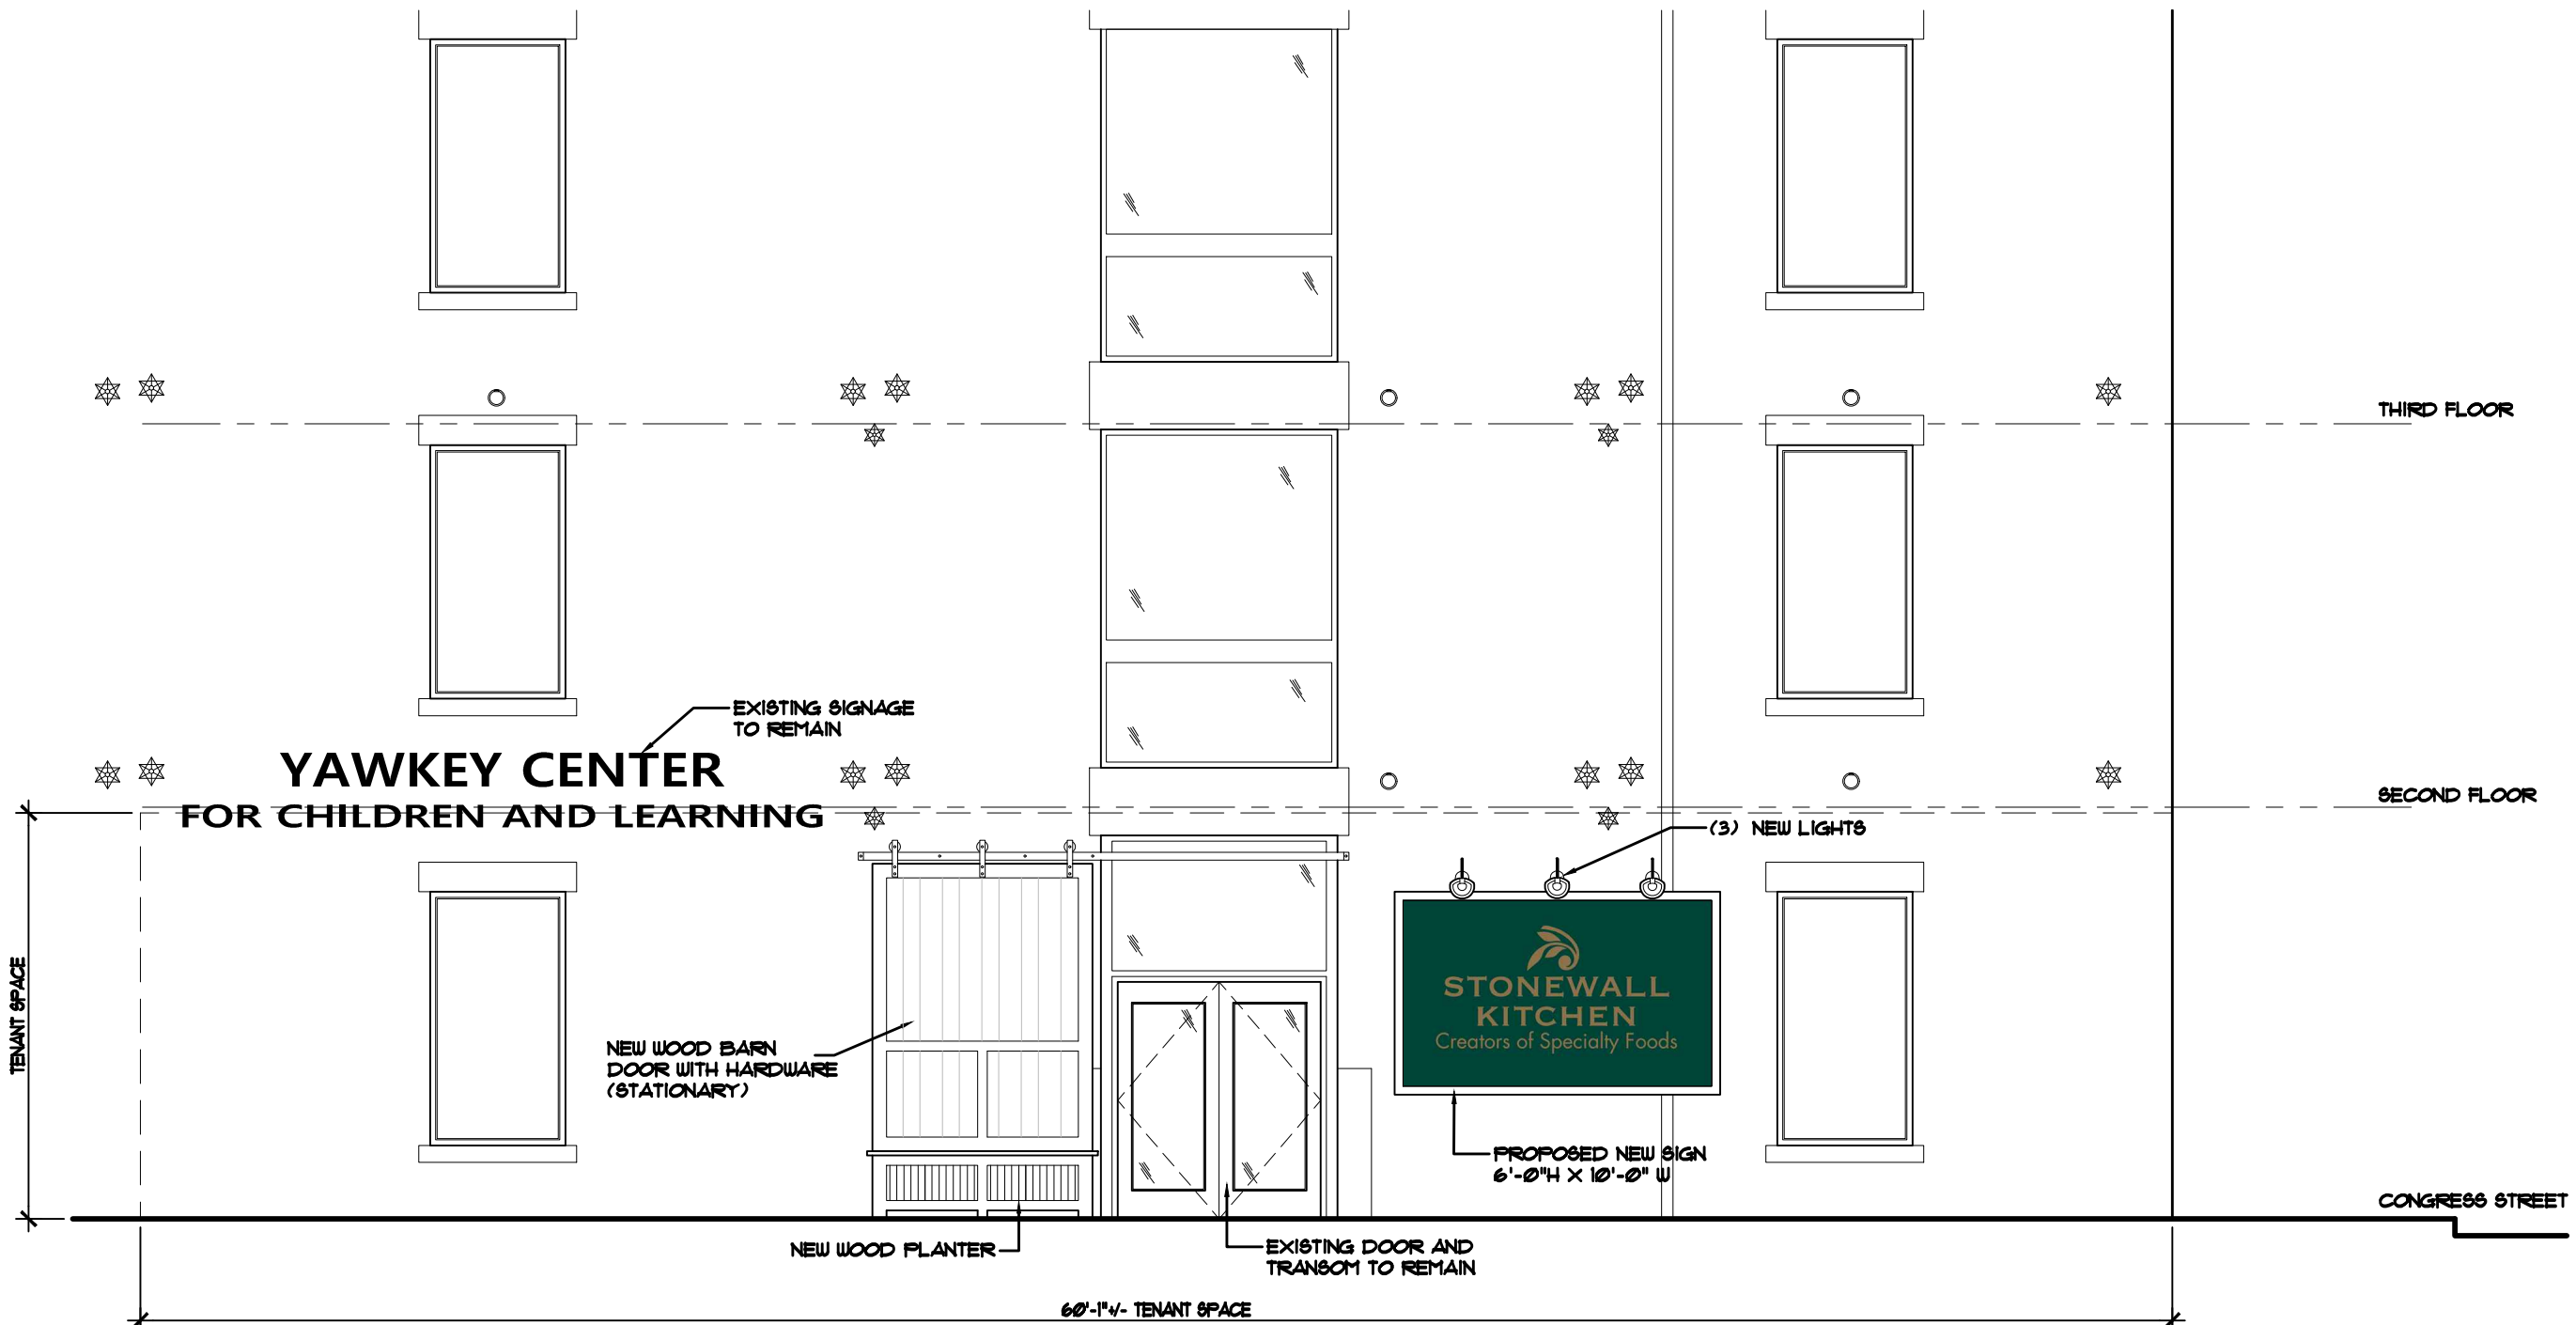 THIRD FLOOR
EXISTING SIGNAGE
TO REMAIN
YAWKEY CENTER
FOR CHILDREN AND LEARNING
SECOND FLOOR
(3) NEW LIGHTS
TENANT SPACE
STONEWALL
KITCHEN
Creators of Specialty Foods
NEW WOOD BARN
DOOR WITH HARDWARE
(STATIONARY)
PROPOSED NEW SIGN
6'-0"H X 10'-0" W
CONGRESS STREET
NEW WOOD PLANTER
EXISTING DOOR AND
TRANSOM TO REMAIN
60'-1"+/- TENANT SPACE